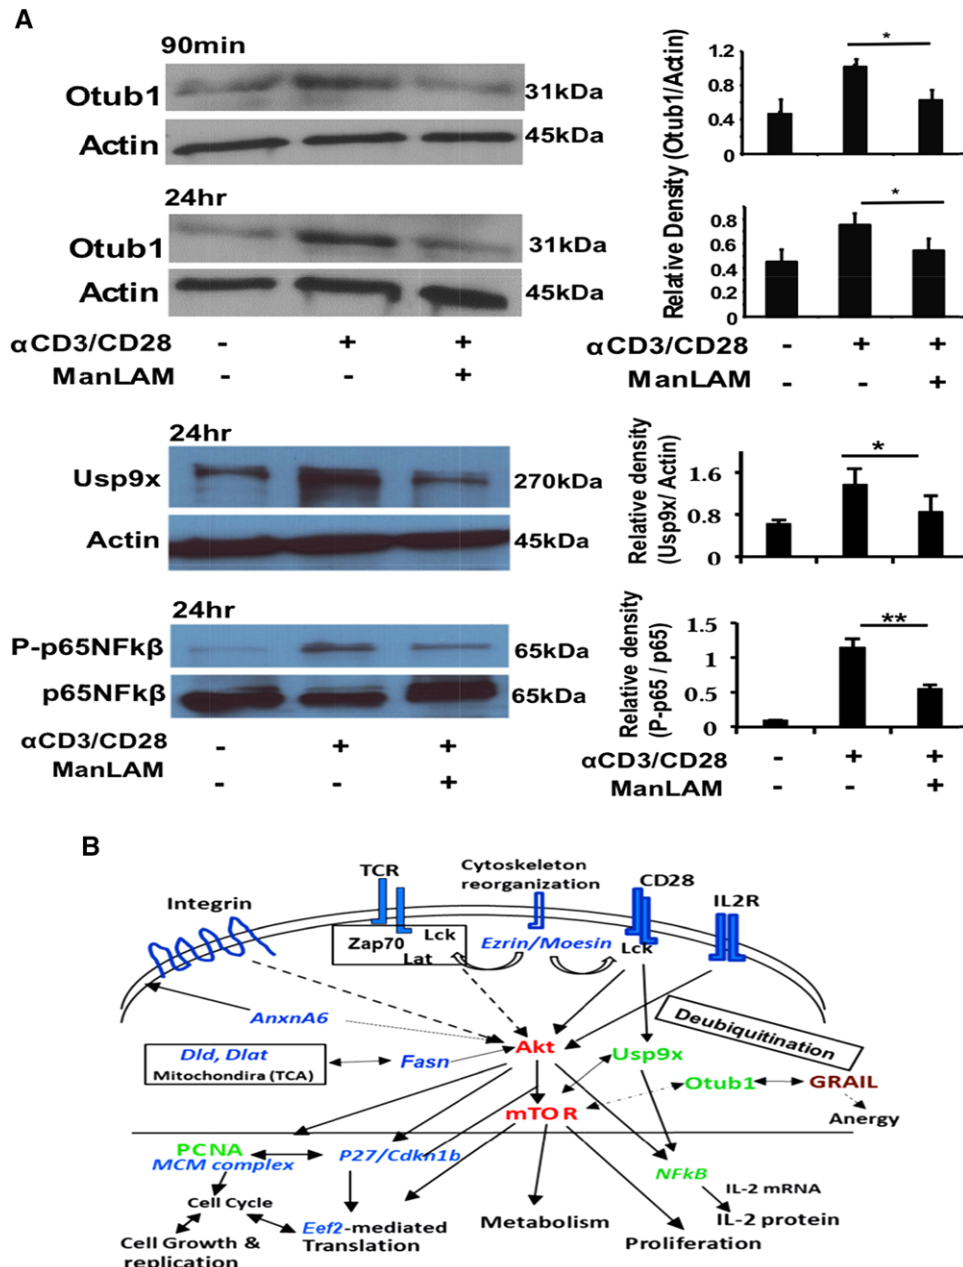 A
90min
Otub1
31kDa
Actin
45kDa
24hr
Otub1
31kDa
Actin
45kDa
αCD3/CD28 - + +
ManLAM - - +
Relative Density (Otub1/Actin)
1.2
0.8
0.4
0
*
0.8
0.6
0.4
0.2
0
*
αCD3/CD28 - + +
ManLAM - - +
24hr
Usp9x
270kDa
Actin
45kDa
24hr
P-p65NFkβ
65kDa
p65NFkβ
65kDa
αCD3/CD28 - + +
ManLAM - - +
Relative density
(Usp9x/ Actin)
1.6
0.8
0
*
Relative density
(P-p65 / p65)
1.5
1
0.5
0
**
αCD3/CD28 - + +
ManLAM - - +
B
Integrin
TCR
Cytoskeleton
reorganization
CD28
IL2R
Zap70
Lck
Lat
Ezrin/Moesin
Lck
AnxnA6
Deubiquitination
Dld, Dlat
Mitochondira (TCA)
Fasn
Akt
Usp9x
Otub1
GRAIL
Anergy
mTOR
PCNA
MCM complex
P27/Cdkn1b
NFkB
IL-2 mRNA
IL-2 protein
Cell Cycle
Cell Growth &
replication
Eef2-mediated
Translation
Metabolism
Proliferation